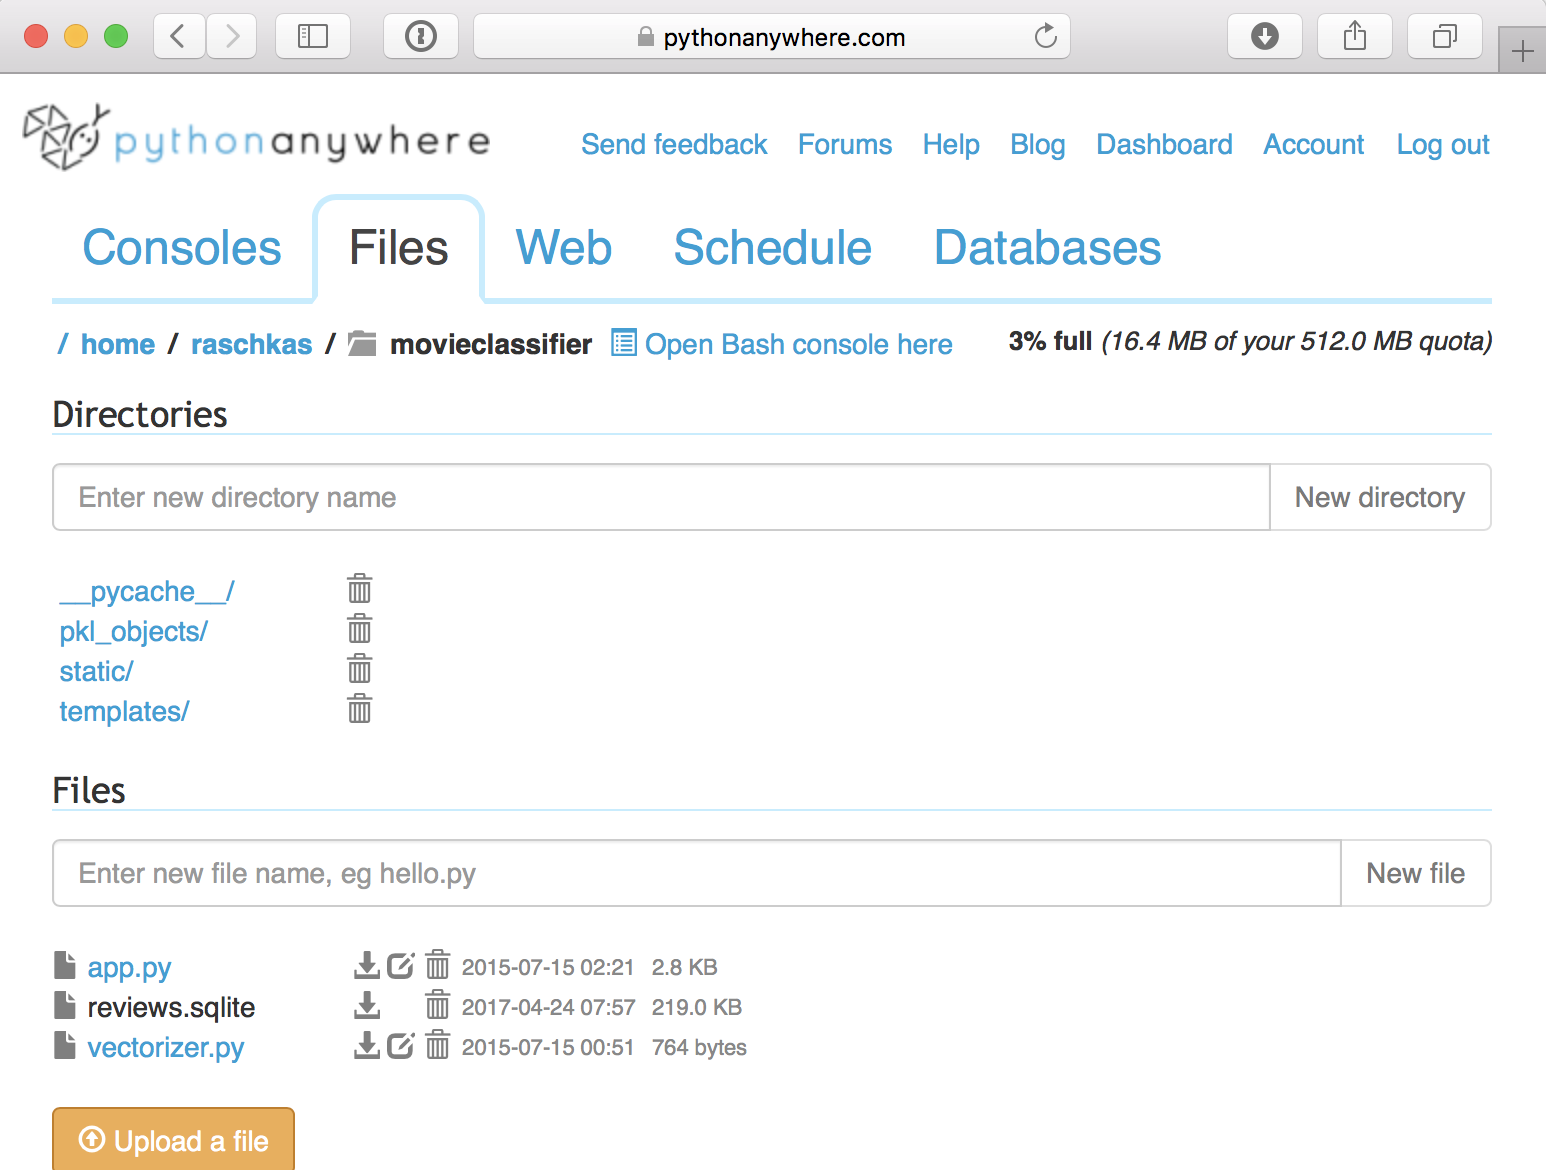 pythonanywhere.com
pythonanywhere
Send feedback Forums Help Blog Dashboard Account Log out
Consoles Files Web Schedule Databases
/ home / raschkas / movieclassifier Open Bash console here 3% full (16.4 MB of your 512.0 MB quota)
Directories
Enter new directory name New directory
__pycache__/
pkl_objects/
static/
templates/
Files
Enter new file name, eg hello.py New file
app.py 2015-07-15 02:21 2.8 KB
reviews.sqlite 2017-04-24 07:57 219.0 KB
vectorizer.py 2015-07-15 00:51 764 bytes
Upload a file